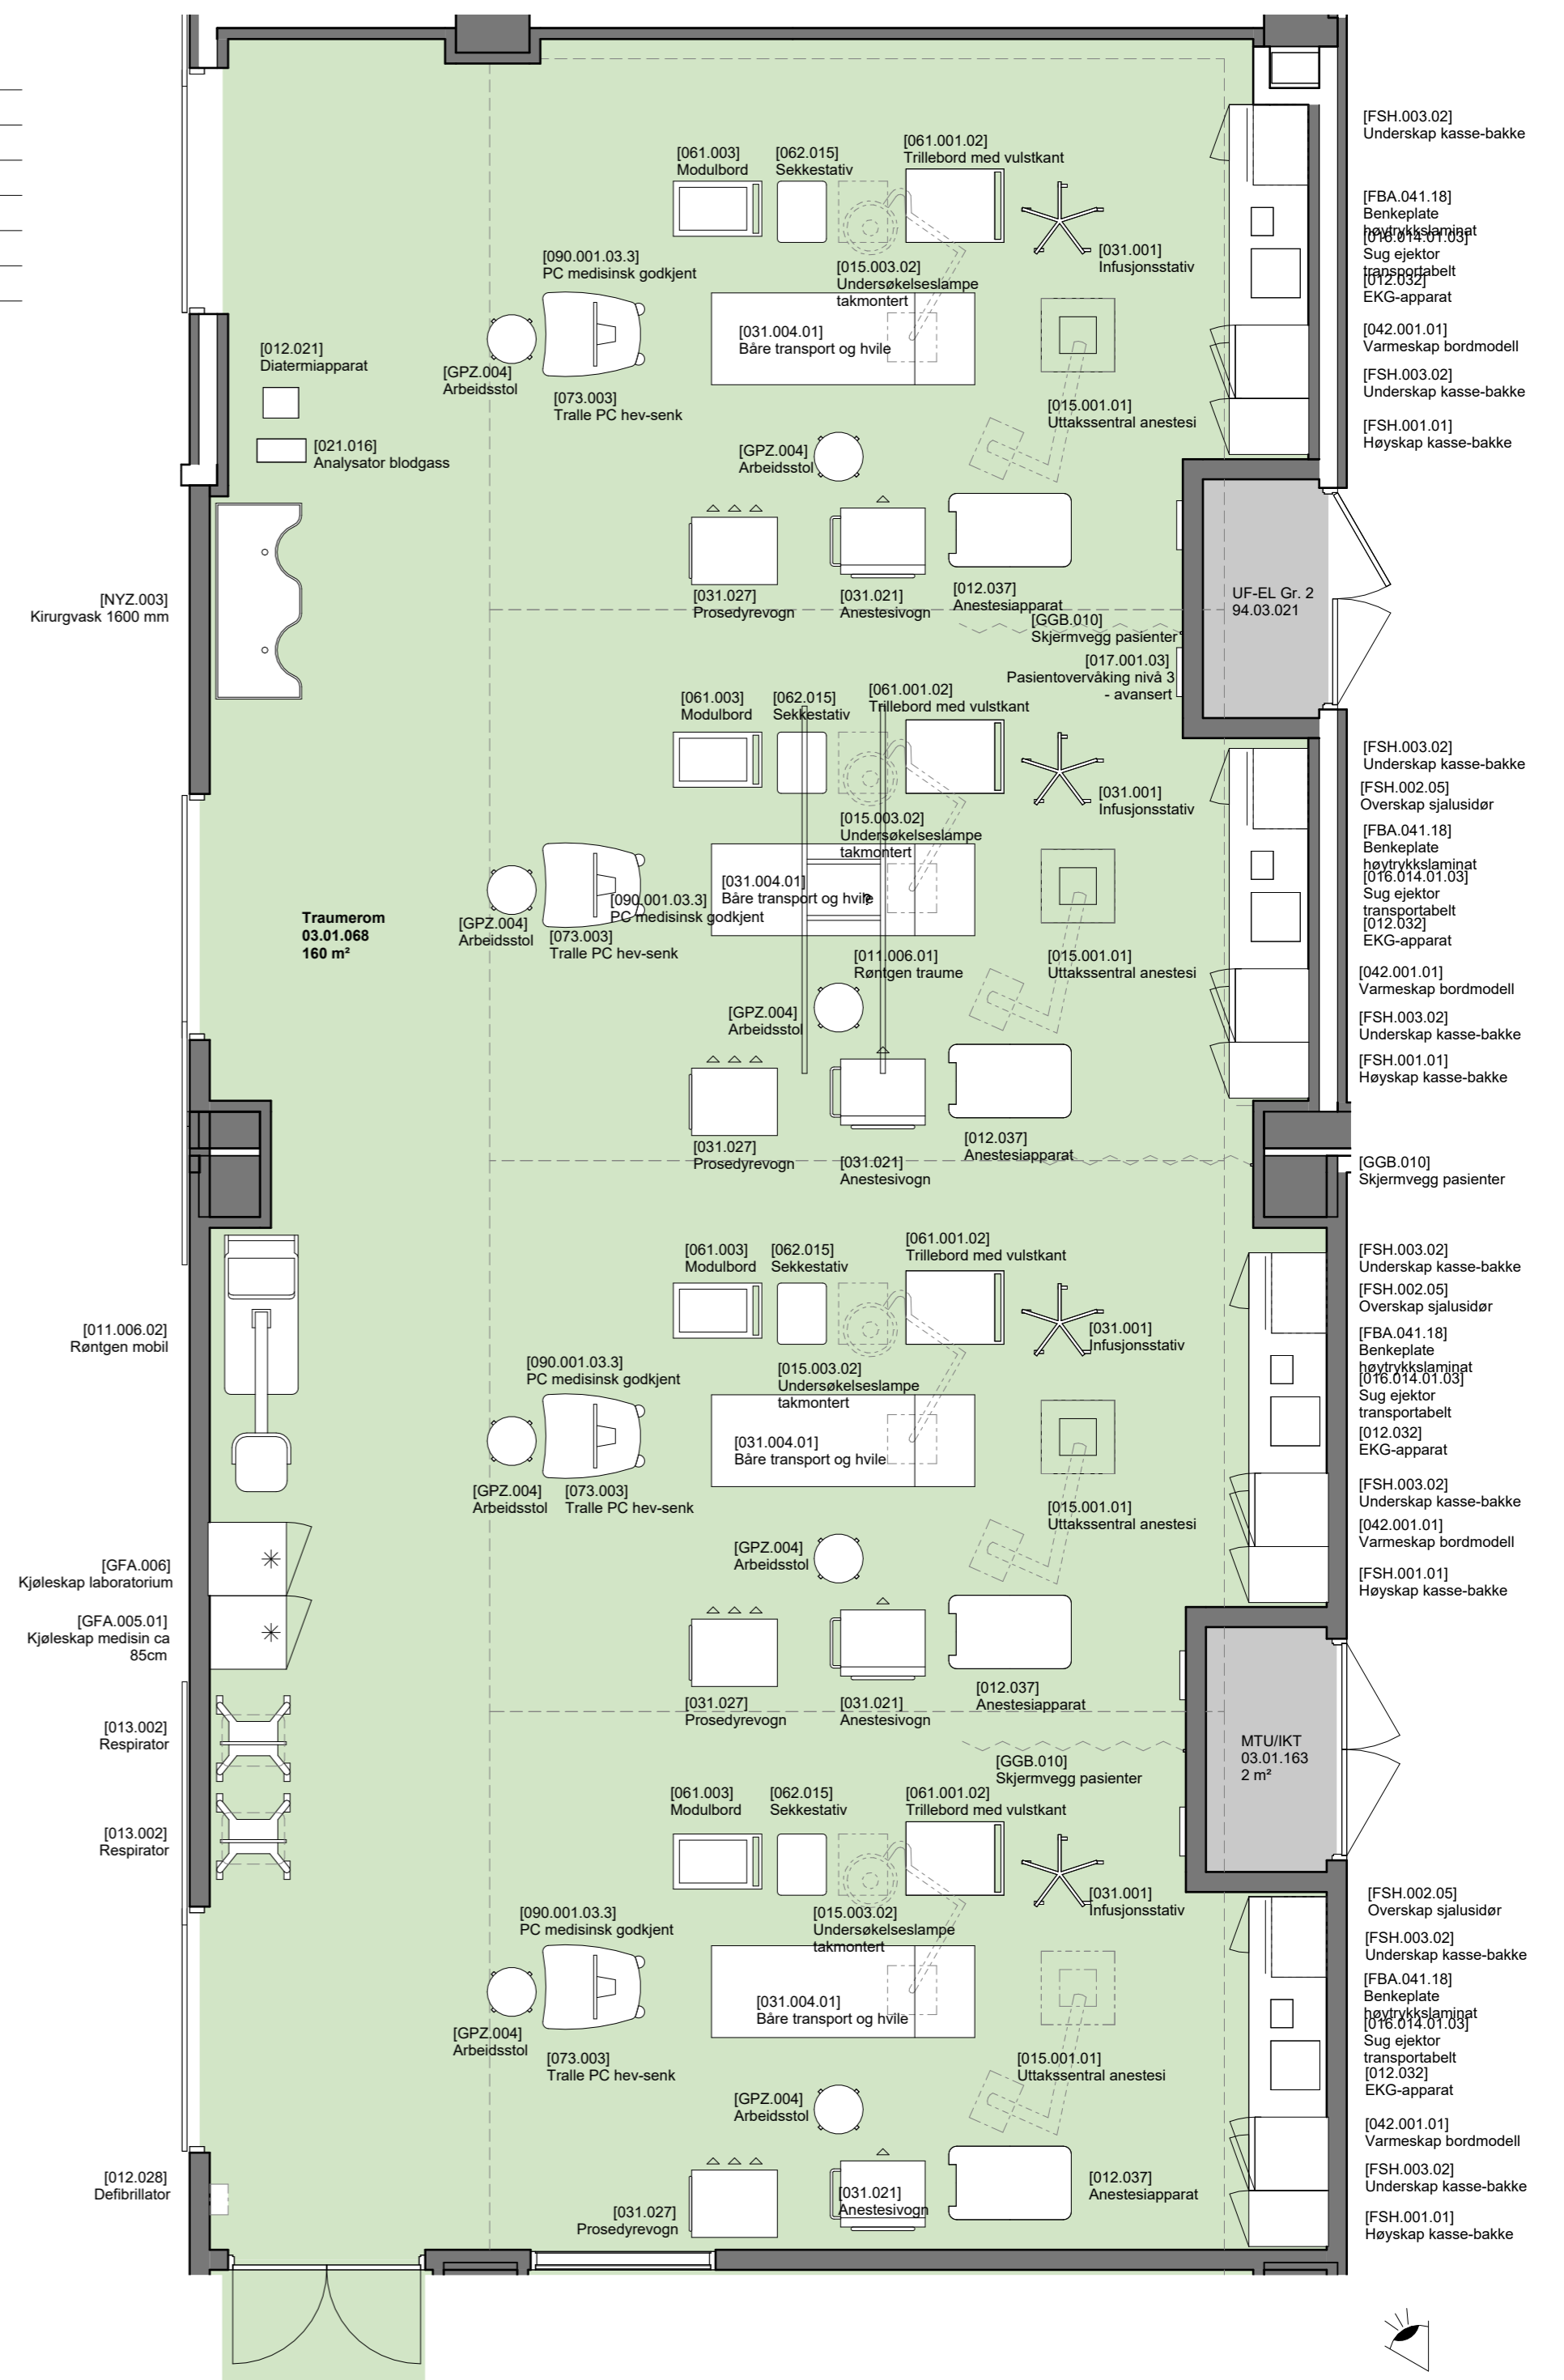 [FSH.003.02]
Underskap kasse-bakke
[061.001.02]
Trillebord med vulstkant
[061.003]
Modulbord
[062.015]
Sekkestativ
[FBA.041.18]
Benkeplate
høytrykkslaminat
[016.014.01.03]
Sug ejektor
transportabelt
[012.032]
EKG-apparat
[031.001]
Infusjonsstativ
[090.001.03.3]
PC medisinsk godkjent
[015.003.02]
Undersøkelseslampe
takmontert
[031.004.01]
Båre transport og hvile
[042.001.01]
Varmeskap bordmodell
[012.021]
Diatermiapparat
[GPZ.004]
Arbeidsstol
[073.003]
Tralle PC hev-senk
[FSH.003.02]
Underskap kasse-bakke
[015.001.01]
Uttakssentral anestesi
[FSH.001.01]
Høyskap kasse-bakke
[021.016]
Analysator blodgass
[GPZ.004]
Arbeidsstol
[NYZ.003]
Kirurgvask 1600 mm
[031.027]
Prosedyrevogn
[031.021]
Anestesivogn
[012.037]
Anestesiapparat
UF-EL Gr. 2
94.03.021
[GGB.010]
Skjermvegg pasienter
[017.001.03]
Pasientovervåking nivå 3
- avansert
[061.003]
Modulbord
[062.015]
Sekkestativ
[061.001.02]
Trillebord med vulstkant
[FSH.003.02]
Underskap kasse-bakke
[FSH.002.05]
Overskap sjalusidør
[031.001]
Infusjonsstativ
[015.003.02]
Undersøkelseslampe
takmontert
[FBA.041.18]
Benkeplate
høytrykkslaminat
[016.014.01.03]
Sug ejektor
transportabelt
[012.032]
EKG-apparat
[031.004.01]
Båre transport og hvile
?
[090.001.03.3]
PC medisinsk godkjent
Traumerom
03.01.068
160 m²
[GPZ.004]
Arbeidsstol
[073.003]
Tralle PC hev-senk
[011.006.01]
Røntgen traume
[015.001.01]
Uttakssentral anestesi
[042.001.01]
Varmeskap bordmodell
[GPZ.004]
Arbeidsstol
[FSH.003.02]
Underskap kasse-bakke
[FSH.001.01]
Høyskap kasse-bakke
[031.027]
Prosedyrevogn
[031.021]
Anestesivogn
[012.037]
Anestesiapparat
[GGB.010]
Skjermvegg pasienter
[061.003]
Modulbord
[062.015]
Sekkestativ
[061.001.02]
Trillebord med vulstkant
[FSH.003.02]
Underskap kasse-bakke
[FSH.002.05]
Overskap sjalusidør
[011.006.02]
Røntgen mobil
[031.001]
Infusjonsstativ
[FBA.041.18]
Benkeplate
høytrykkslaminat
[016.014.01.03]
Sug ejektor
transportabelt
[012.032]
EKG-apparat
[090.001.03.3]
PC medisinsk godkjent
[015.003.02]
Undersøkelseslampe
takmontert
[031.004.01]
Båre transport og hvile
[GPZ.004]
Arbeidsstol
[073.003]
Tralle PC hev-senk
[015.001.01]
Uttakssentral anestesi
[FSH.003.02]
Underskap kasse-bakke
[042.001.01]
Varmeskap bordmodell
[FSH.001.01]
Høyskap kasse-bakke
[GPZ.004]
Arbeidsstol
[GFA.006]
Kjøleskap laboratorium
[GFA.005.01]
Kjøleskap medisin ca
85cm
[031.027]
Prosedyrevogn
[031.021]
Anestesivogn
[012.037]
Anestesiapparat
[013.002]
Respirator
MTU/IKT
03.01.163
2 m²
[GGB.010]
Skjermvegg pasienter
[061.003]
Modulbord
[062.015]
Sekkestativ
[061.001.02]
Trillebord med vulstkant
[013.002]
Respirator
[031.001]
Infusjonsstativ
[FSH.002.05]
Overskap sjalusidør
[FSH.003.02]
Underskap kasse-bakke
[090.001.03.3]
PC medisinsk godkjent
[015.003.02]
Undersøkelseslampe
takmontert
[FBA.041.18]
Benkeplate
høytrykkslaminat
[016.014.01.03]
Sug ejektor
transportabelt
[012.032]
EKG-apparat
[031.004.01]
Båre transport og hvile
[GPZ.004]
Arbeidsstol
[073.003]
Tralle PC hev-senk
[015.001.01]
Uttakssentral anestesi
[GPZ.004]
Arbeidsstol
[042.001.01]
Varmeskap bordmodell
[FSH.003.02]
Underskap kasse-bakke
[FSH.001.01]
Høyskap kasse-bakke
[012.028]
Defibrillator
[031.027]
Prosedyrevogn
[031.021]
Anestesivogn
[012.037]
Anestesiapparat